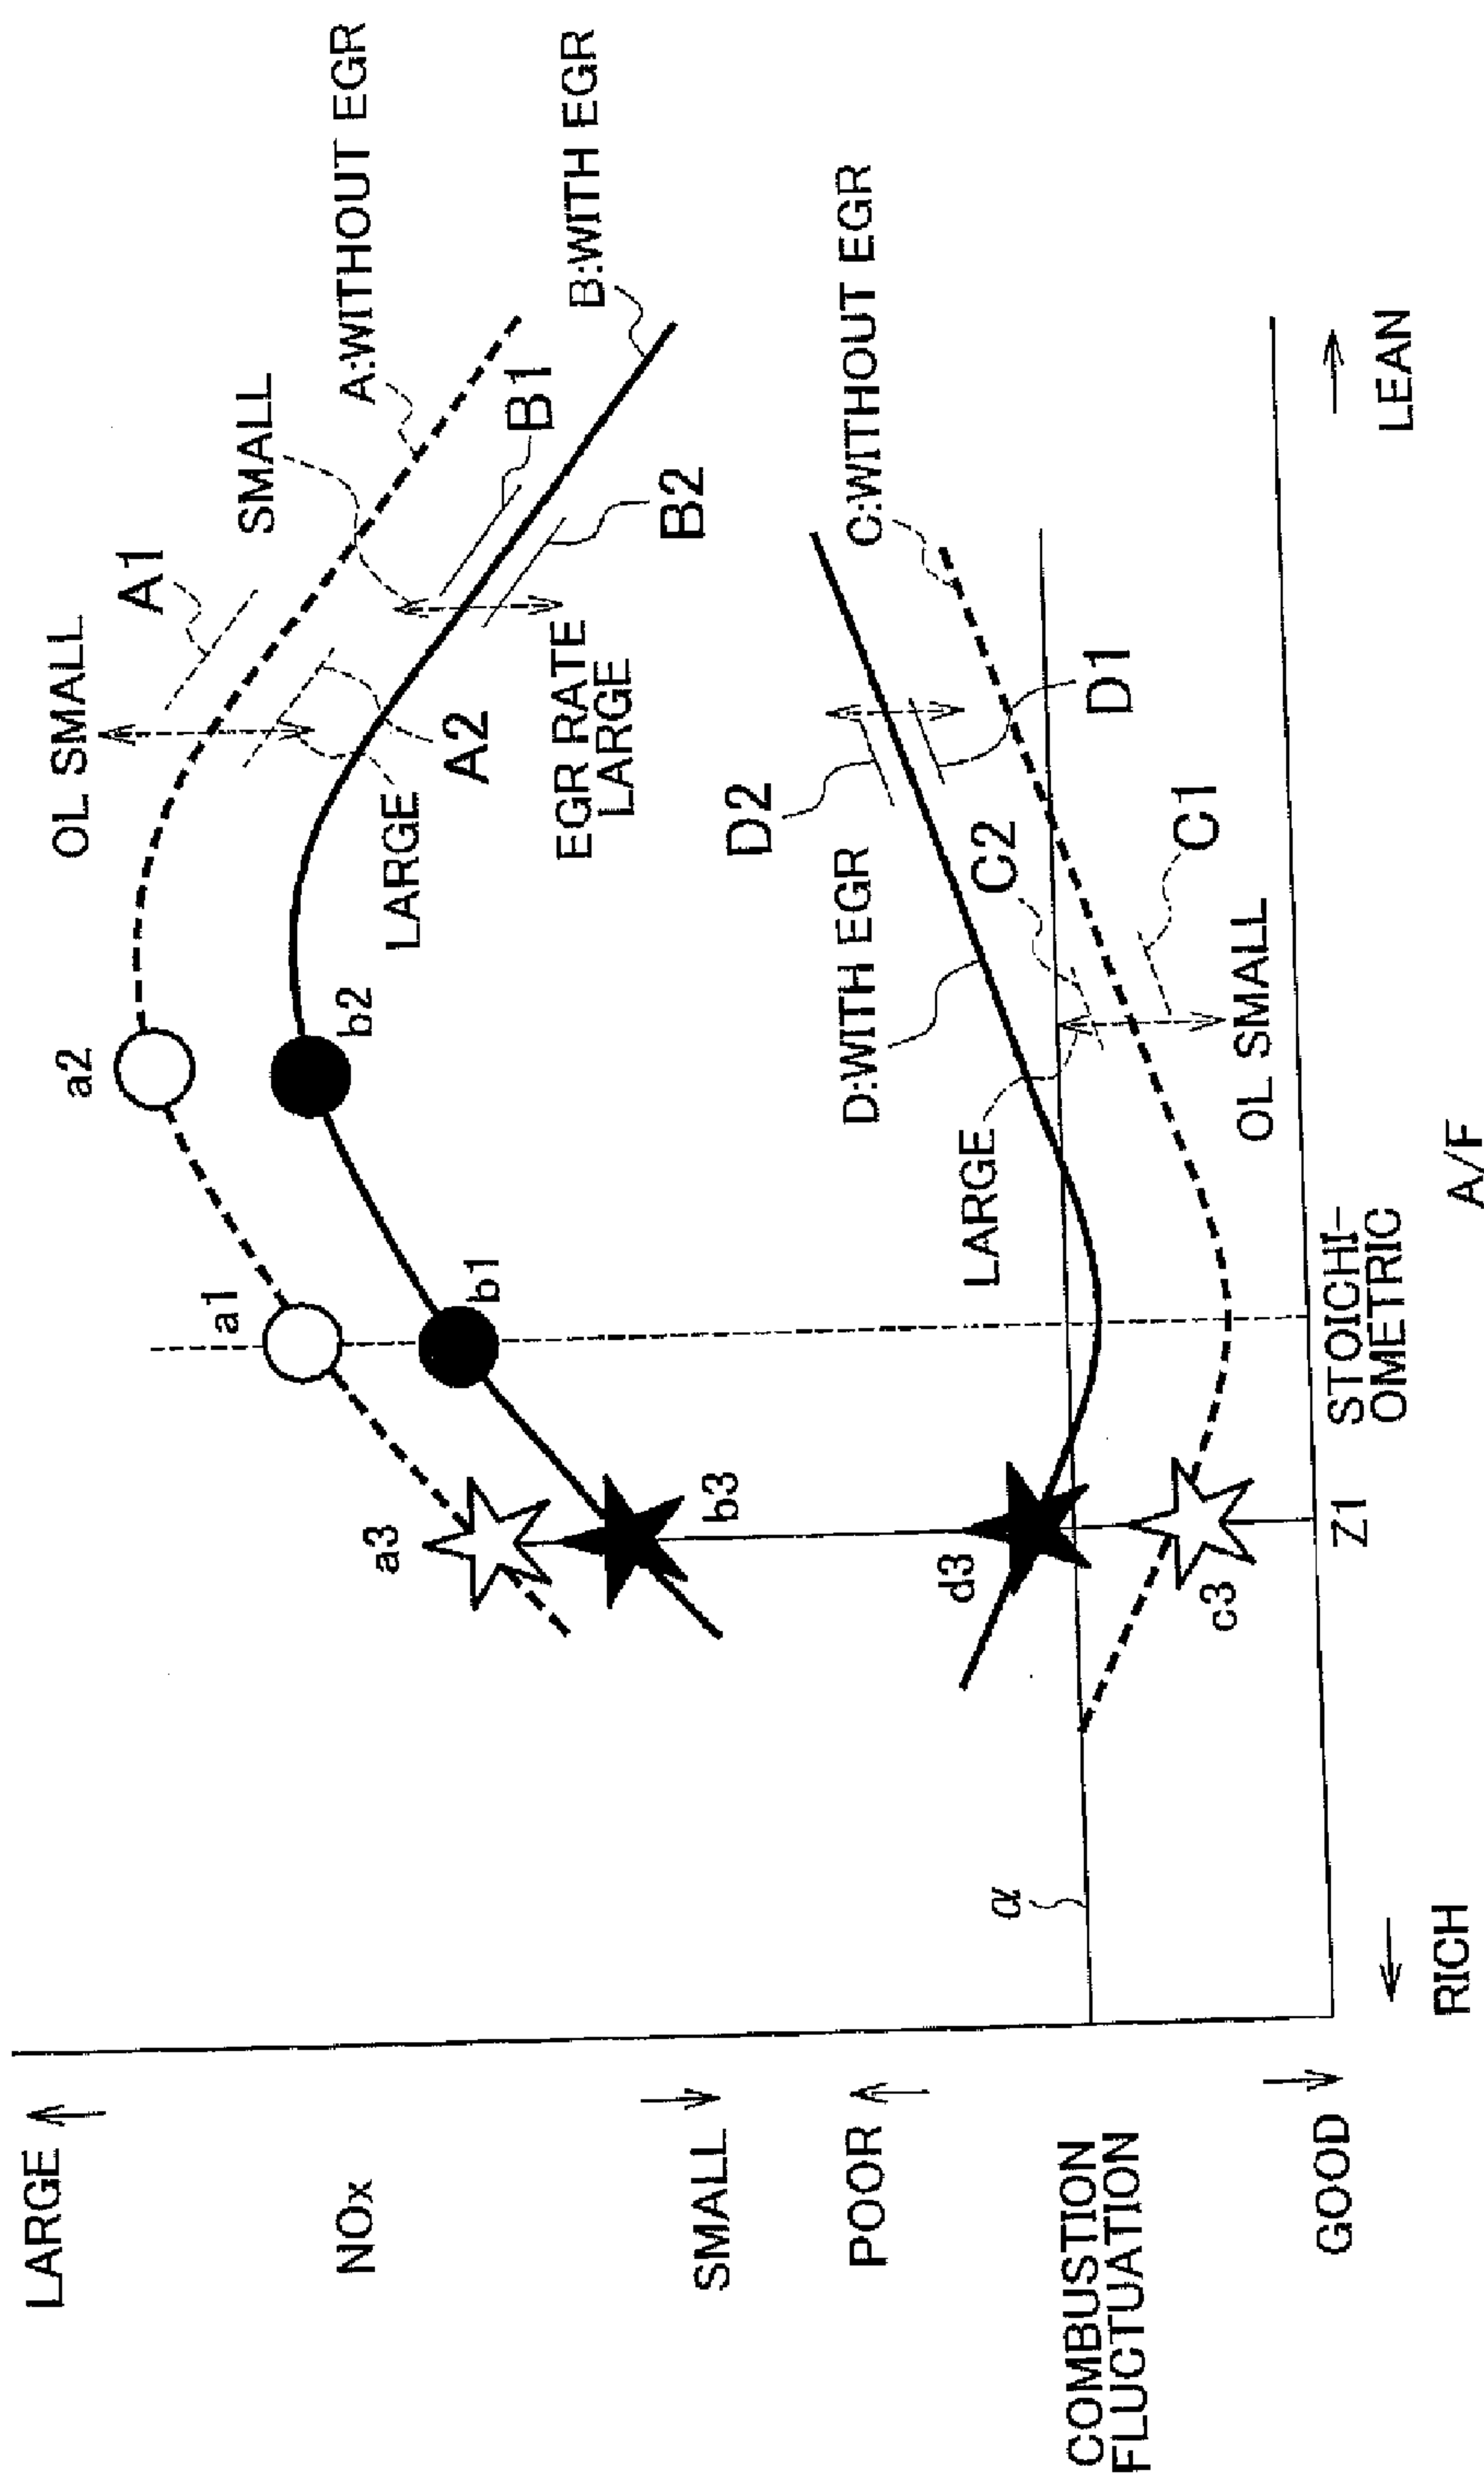 LARGE
NOx
SMALL
POOR
COMBUSTION
FLUCTUATION
GOOD
RICH
LEAN
A/F
STOICHI-
OMETRIC
Z1
α
a1
a2
a3
b1
b2
b3
c3
d3
OL SMALL
A1
SMALL
A:WITHOUT EGR
B:WITH EGR
B1
B2
A2
LARGE
EGR RATE
LARGE
C:WITHOUT EGR
D1
D2
D:WITH EGR
C2
C1
LARGE
OL SMALL